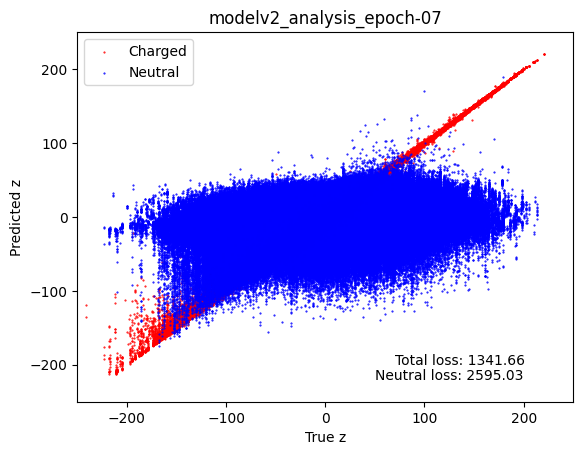 modelv2_analysis_epoch-07
Charged
Neutral
200
100
0
−100
−200
Predicted z
Total loss: 1341.66
Neutral loss: 2595.03
−200 −100 0 100 200
True z